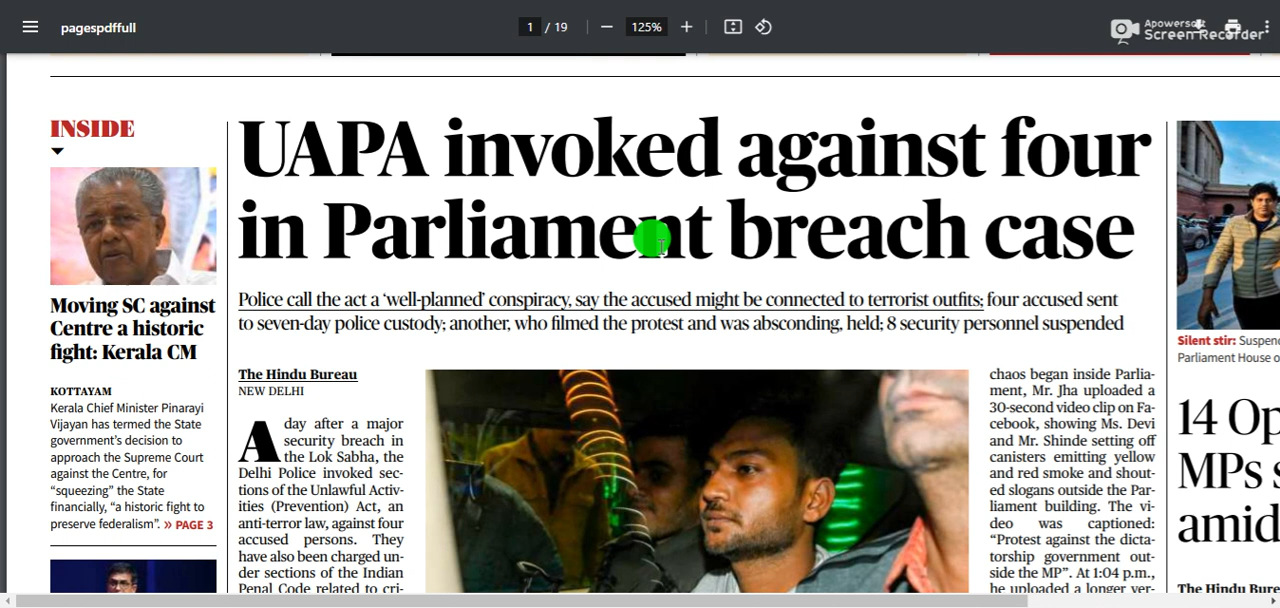 pagespdffull
1 / 19
125%
Apowersoft
Screen Recorder
INSIDE
Moving SC against
Centre a historic
fight: Kerala CM
KOTTAYAM
Kerala Chief Minister Pinarayi
Vijayan has termed the State
government's decision to
approach the Supreme Court
against the Centre, for
“squeezing” the State
financially, “a historic fight to
preserve federalism”. » PAGE 3
UAPA invoked against four
in Parliament breach case
Police call the act a ‘well-planned’ conspiracy, say the accused might be connected to terrorist outfits; four accused sent
to seven-day police custody; another, who filmed the protest and was absconding, held; 8 security personnel suspended
The Hindu Bureau
NEW DELHI
A day after a major
security breach in
the Lok Sabha, the
Delhi Police invoked sec-
tions of the Unlawful Activ-
ities (Prevention) Act, an
anti-terror law, against four
accused persons. They
have also been charged un-
der sections of the Indian
Penal Code related to cri-
chaos began inside Parlia-
ment, Mr. Jha uploaded a
30-second video clip on Fa-
cebook, showing Ms. Devi
and Mr. Shinde setting off
canisters emitting yellow
and red smoke and shout-
ed slogans outside the Par-
liament building. The vi-
deo was captioned:
“Protest against the dicta-
torship government out-
side the MP”. At 1:04 p.m.,
he uploaded a longer ver-
Silent stir: Suspen
Parliament House o
14 Op
MPs s
amid
The Hindu Bure